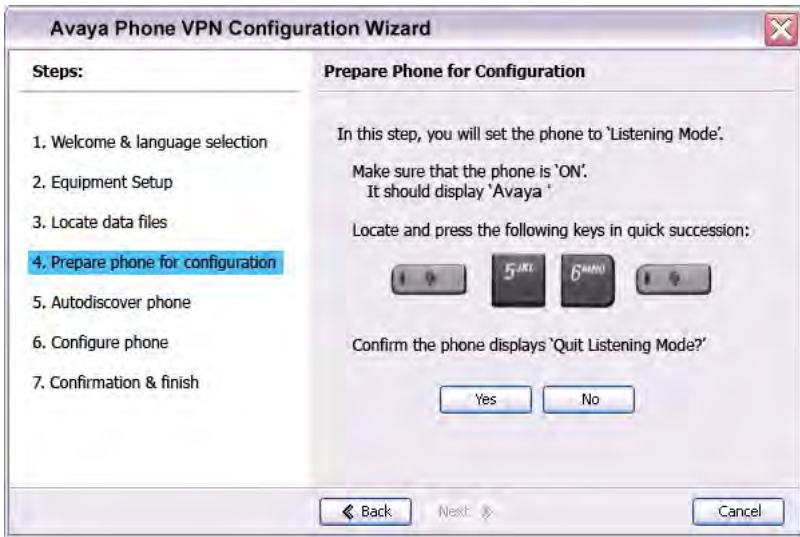 Avaya Phone VPN Configuration Wizard
Steps:
1. Welcome & language selection
2. Equipment Setup
3. Locate data files
4. Prepare phone for configuration
5. Autodiscover phone
6. Configure phone
7. Confirmation & finish
Prepare Phone for Configuration
In this step, you will set the phone to `Listening Mode'.
Make sure that the phone is `ON'.
It should display `Avaya '
Locate and press the following keys in quick succession:
5 JKL 6 MNO
Confirm the phone displays `Quit Listening Mode?'
Yes No
Back Next Cancel